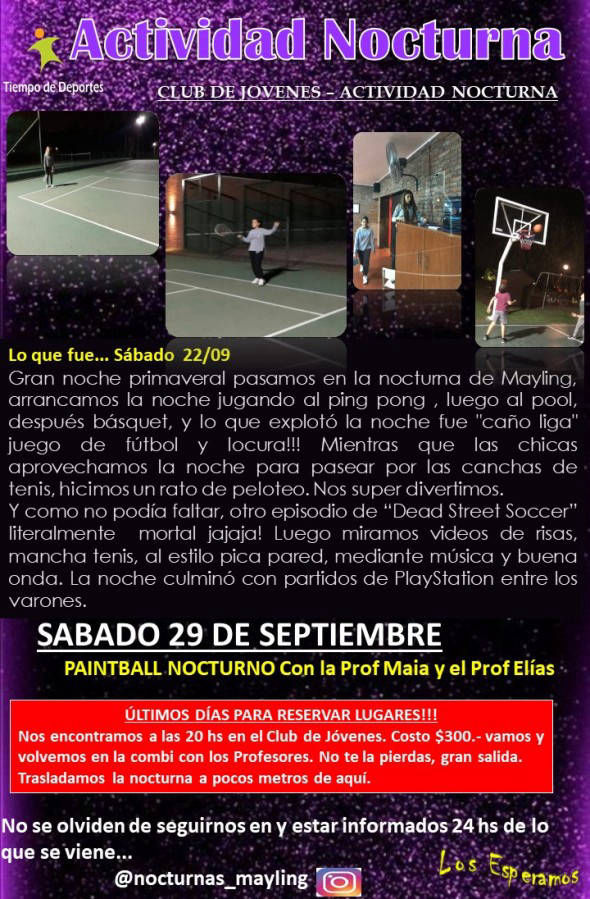 Actividad Nocturna
Tiempo de Deportes
CLUB DE JOVENES – ACTIVIDAD NOCTURNA
Lo que fue... Sábado 22/09
Gran noche primaveral pasamos en la nocturna de Mayling,
arrancamos la noche jugando al ping pong , luego al pool,
después básquet, y lo que explotó la noche fue "caño liga"
juego de fútbol y locura!!! Mientras que las chicas
aprovechamos la noche para pasear por las canchas de
tenis, hicimos un rato de peloteo. Nos super divertimos.
Y como no podía faltar, otro episodio de “Dead Street Soccer”
literalmente mortal jajaja! Luego miramos videos de risas,
mancha tenis, al estilo pica pared, mediante música y buena
onda. La noche culminó con partidos de PlayStation entre los
varones.
SABADO 29 DE SEPTIEMBRE
PAINTBALL NOCTURNO Con la Prof Maia y el Prof Elías
ÚLTIMOS DÍAS PARA RESERVAR LUGARES!!!
Nos encontramos a las 20 hs en el Club de Jóvenes. Costo $300.- vamos y
volvemos en la combi con los Profesores. No te la pierdas, gran salida.
Trasladamos la nocturna a pocos metros de aquí.
No se olviden de seguirnos en y estar informados 24 hs de lo
que se viene...
@nocturnas_mayling
Los Esperamos